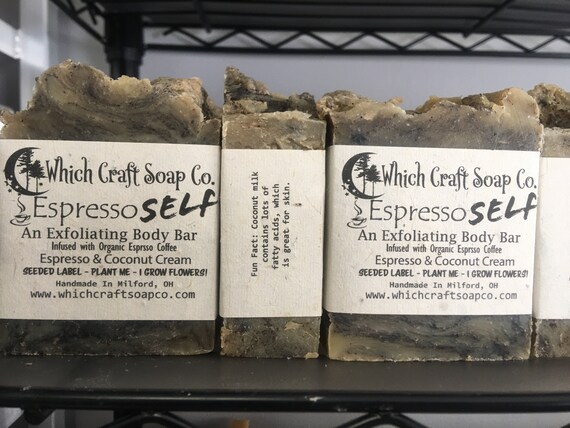 Which Craft Soap Co.
EspressoSELF
An Exfoliating Body Bar
Infused with Organic Esprsso Coffee
Espresso & Coconut Cream
SEEDED LABEL - PLANT ME - I GROW FLOWERS!
Handmade In Milford, OH
www.whichcraftsoapco.com
Fun Fact: Coconut milk
contains lots of
fatty acids, which
is great for skin.
Which Craft Soap Co.
EspressoSELF
An Exfoliating Body Bar
Infused with Organic Esprsso Coffee
Espresso & Coconut Cream
SEEDED LABEL - PLANT ME - I GROW FLOWERS!
Handmade In Milford, OH
www.whichcraftsoapco.com